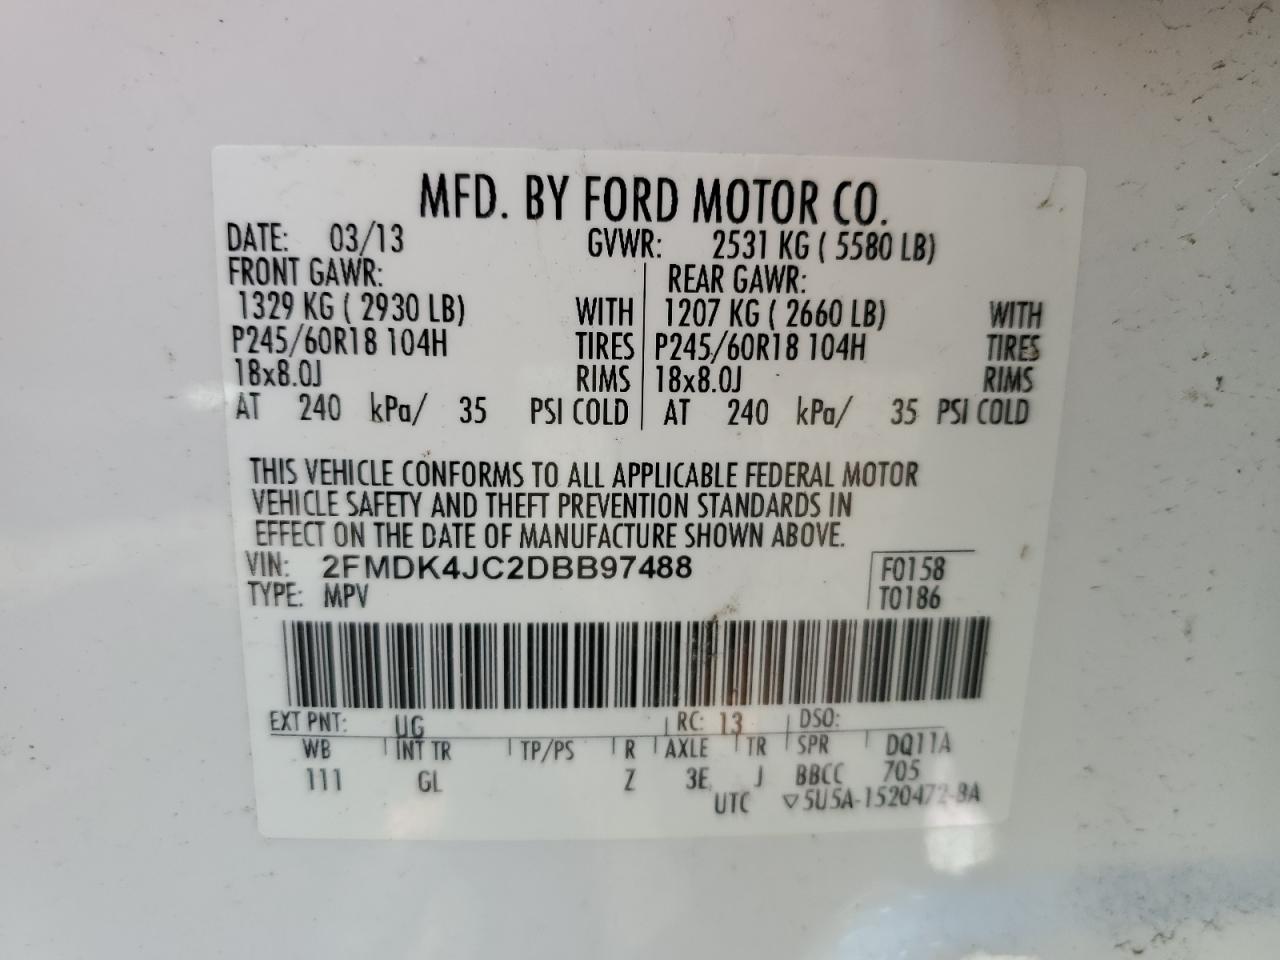 MFD. BY FORD MOTOR CO.
DATE: 03/13 GVWR: 2531 KG ( 5580 LB)
FRONT GAWR: REAR GAWR:
1329 KG ( 2930 LB) WITH 1207 KG ( 2660 LB) WITH
P245/60R18 104H TIRES P245/60R18 104H TIRES
18x8.0J RIMS 18x8.0J RIMS
AT 240 kPa/ 35 PSI COLD AT 240 kPa/ 35 PSI COLD
THIS VEHICLE CONFORMS TO ALL APPLICABLE FEDERAL MOTOR
VEHICLE SAFETY AND THEFT PREVENTION STANDARDS IN
EFFECT ON THE DATE OF MANUFACTURE SHOWN ABOVE.
VIN: 2FMDK4JC2DBB97488 F0158
TYPE: MPV T0186
EXT PNT: UG RC: 13 DSO:
WB INT TR TP/PS R AXLE TR SPR DQ11A
111 GL Z 3E J BBCC 705
UTC ▽5U5A-1520472-BA